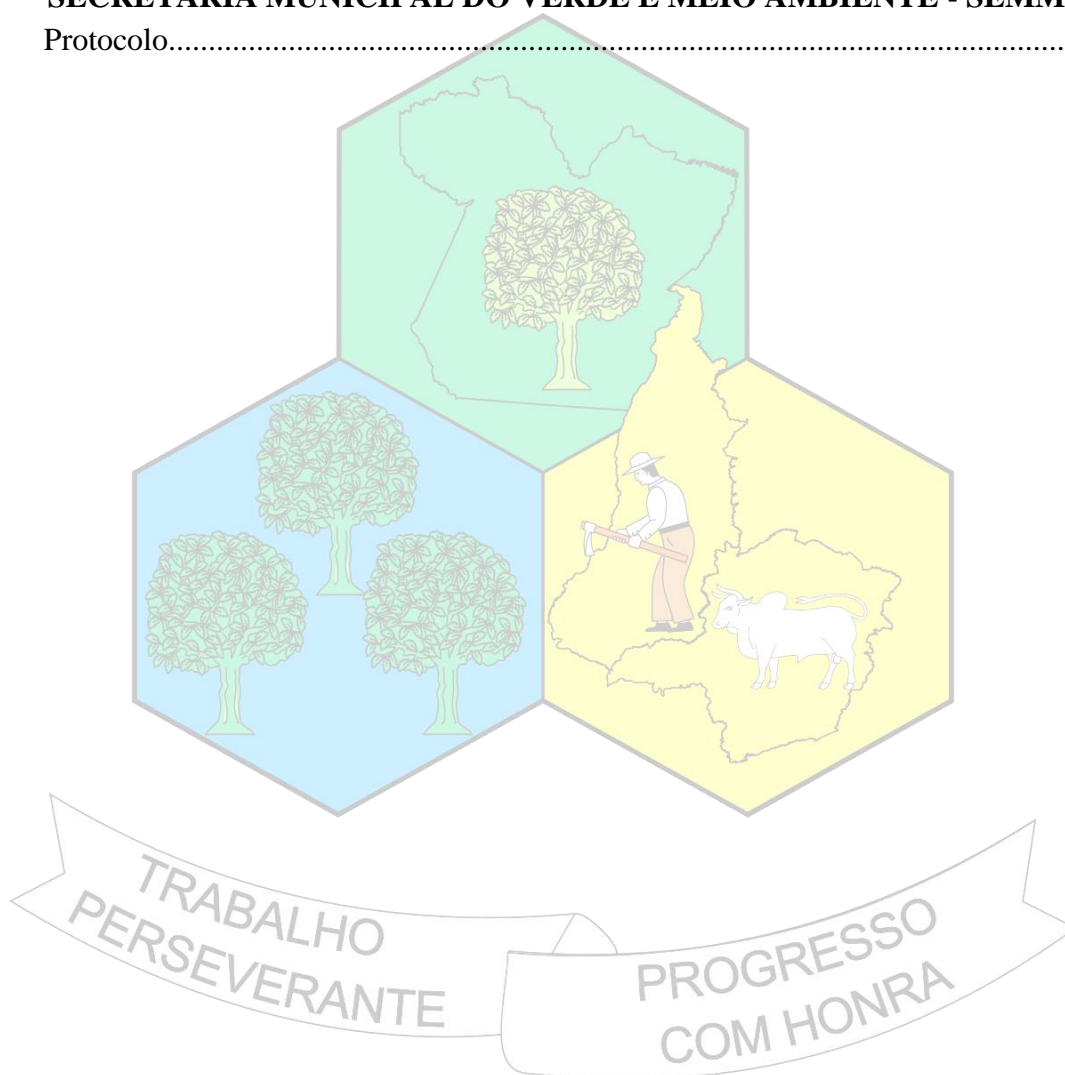 SECRETARIA MUNICIPAL DO VERDE E MEIO AMBIENTE - SEMM
Protocolo................................................................................................................
TRABALHO
PERSEVERANTE
PROGRESSO
COM HONRA